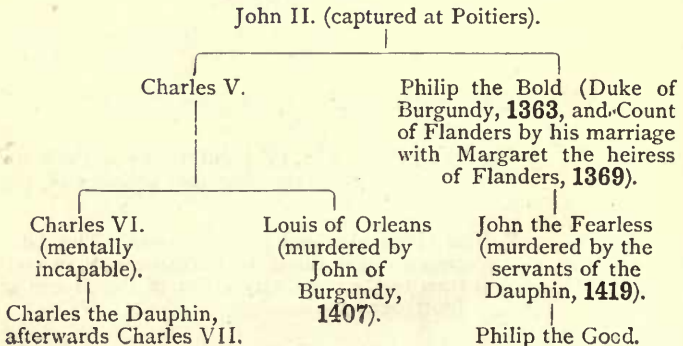 John II. (captured at Poitiers).
Charles V.
Philip the Bold (Duke of
Burgundy, 1363, and Count
of Flanders by his marriage
with Margaret the heiress
of Flanders, 1369).
Charles VI.
(mentally
incapable).
Louis of Orleans
(murdered by
John of
Burgundy,
1407).
John the Fearless
(murdered by the
servants of the
Dauphin, 1419).
Charles the Dauphin,
afterwards Charles VII.
Philip the Good.